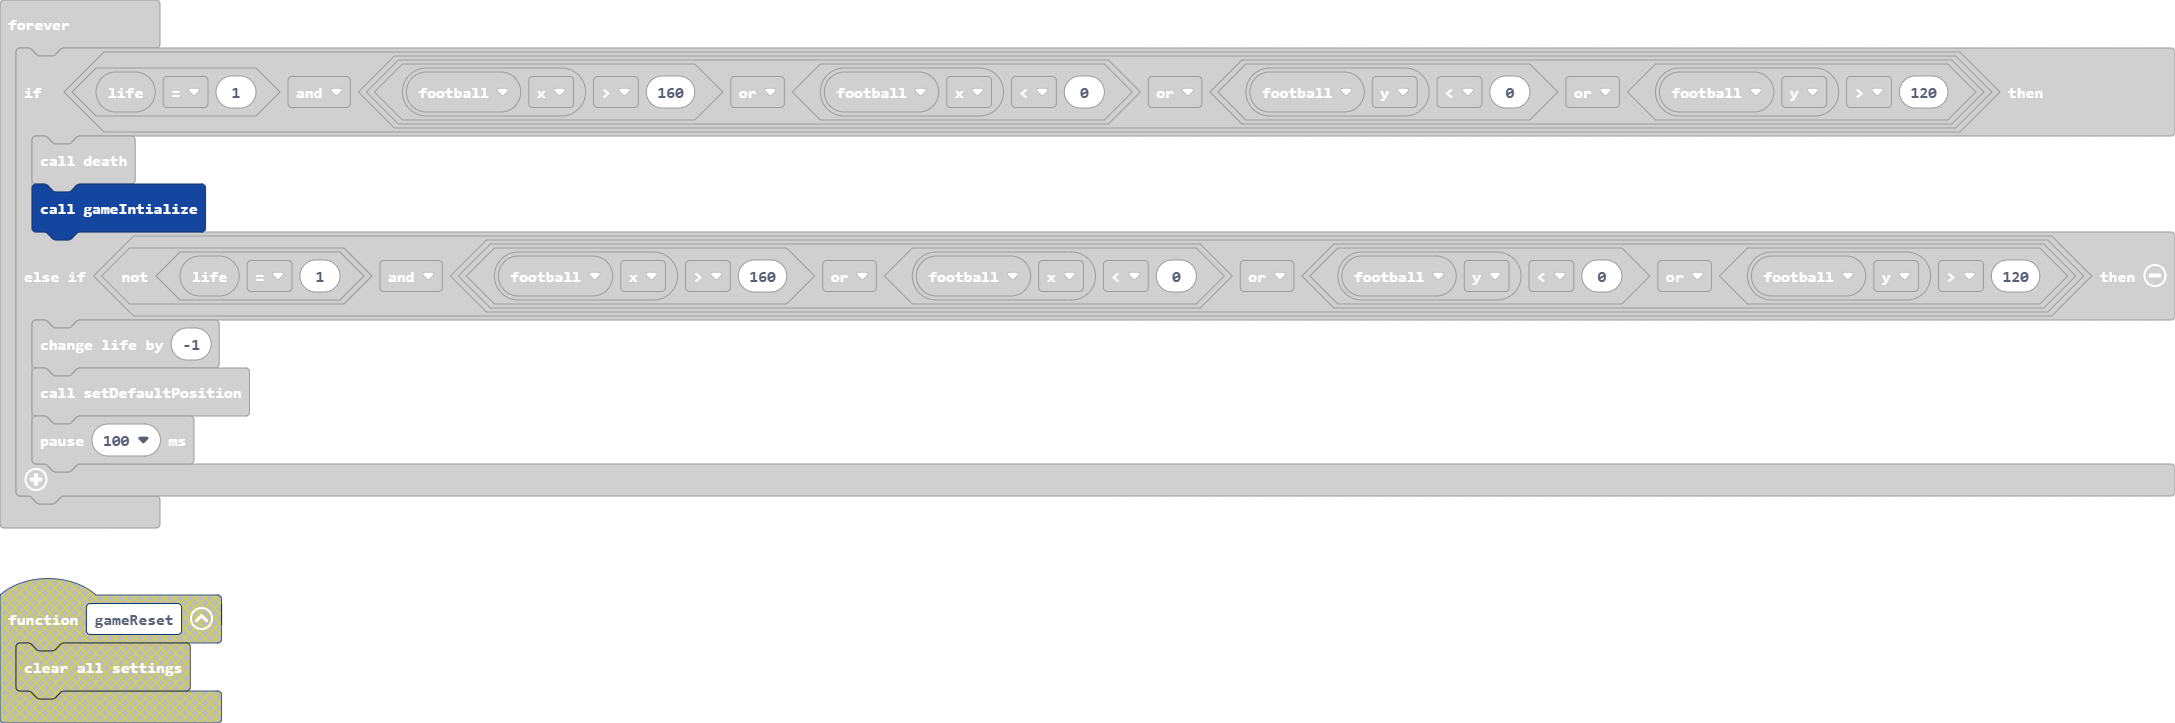 forever
if life = 1 and football x > 160 or football x < 0 or football y < 0 or football y > 120 then
call death
call gameIntialize
else if not life = 1 and football x > 160 or football x < 0 or football y < 0 or football y > 120 then
change life by -1
call setDefaultPosition
pause 100 ms
function gameReset
clear all settings